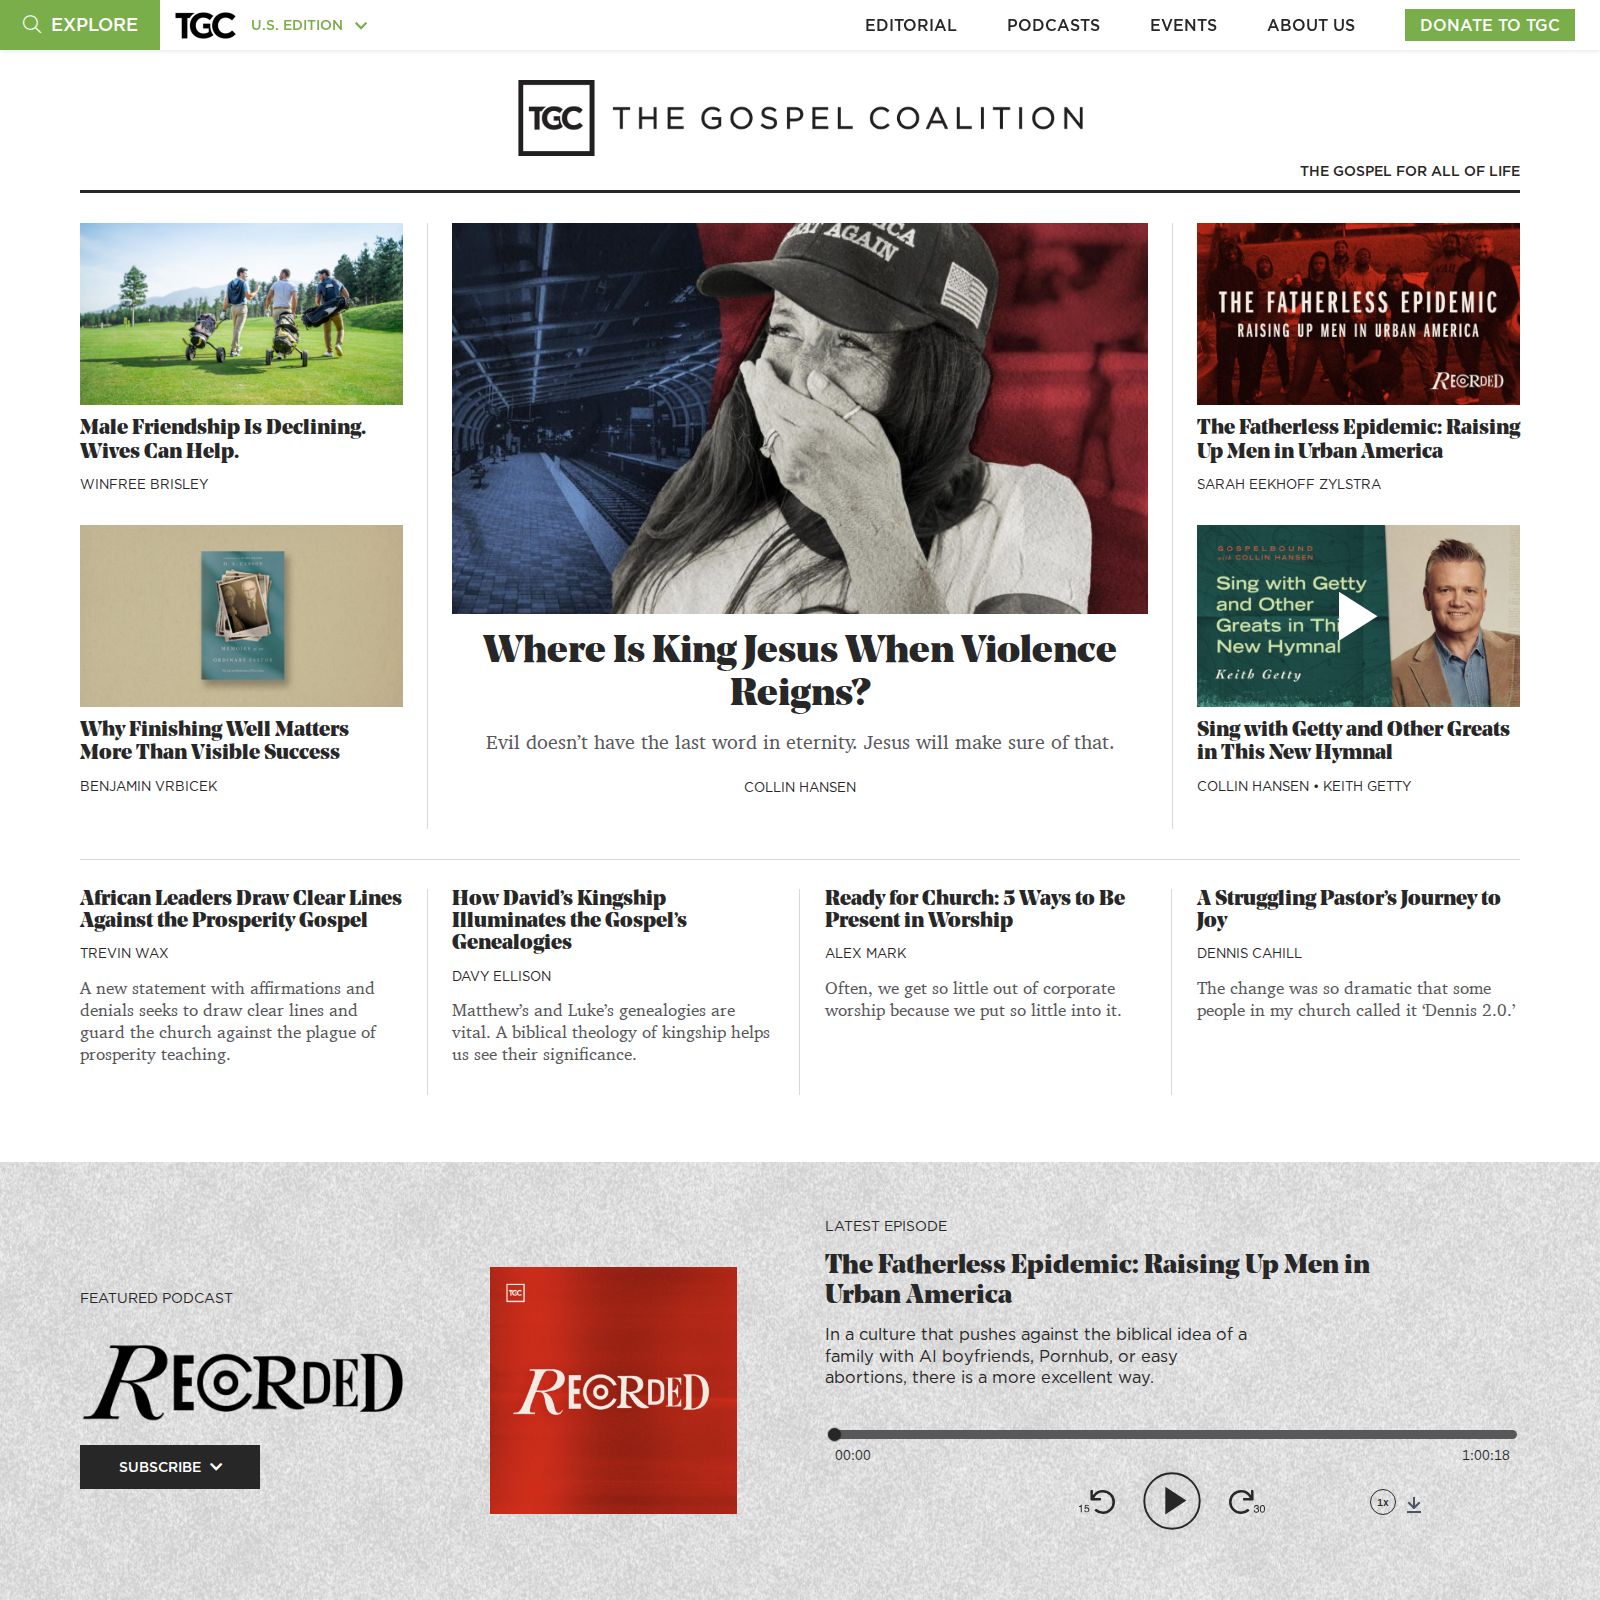 EXPLORE
TGC
U.S. EDITION
EDITORIAL
PODCASTS
EVENTS
ABOUT US
DONATE TO TGC
TGC
THE GOSPEL COALITION
THE GOSPEL FOR ALL OF LIFE
Male Friendship Is Declining.
Wives Can Help.
WINFREE BRISLEY
MEMOIRS of an
ORDINARY PASTOR
Why Finishing Well Matters
More Than Visible Success
BENJAMIN VRBICEK
AGAIN
Where Is King Jesus When Violence
Reigns?
Evil doesn’t have the last word in eternity. Jesus will make sure of that.
COLLIN HANSEN
THE FATHERLESS EPIDEMIC
RAISING UP MEN IN URBAN AMERICA
RECORDED
The Fatherless Epidemic: Raising
Up Men in Urban America
SARAH EEKHOFF ZYLSTRA
GOSPELBOUND
with COLLIN HANSEN
Sing with Getty
and Other
Greats in Thi
New Hymnal
Keith Getty
Sing with Getty and Other Greats
in This New Hymnal
COLLIN HANSEN • KEITH GETTY
African Leaders Draw Clear Lines
Against the Prosperity Gospel
TREVIN WAX
A new statement with affirmations and
denials seeks to draw clear lines and
guard the church against the plague of
prosperity teaching.
How David’s Kingship
Illuminates the Gospel’s
Genealogies
DAVY ELLISON
Matthew’s and Luke’s genealogies are
vital. A biblical theology of kingship helps
us see their significance.
Ready for Church: 5 Ways to Be
Present in Worship
ALEX MARK
Often, we get so little out of corporate
worship because we put so little into it.
A Struggling Pastor’s Journey to
Joy
DENNIS CAHILL
The change was so dramatic that some
people in my church called it ‘Dennis 2.0.’
FEATURED PODCAST
RECORDED
SUBSCRIBE
TGC
RECORDED
LATEST EPISODE
The Fatherless Epidemic: Raising Up Men in
Urban America
In a culture that pushes against the biblical idea of a
family with AI boyfriends, Pornhub, or easy
abortions, there is a more excellent way.
00:00
1:00:18
15
30
1x